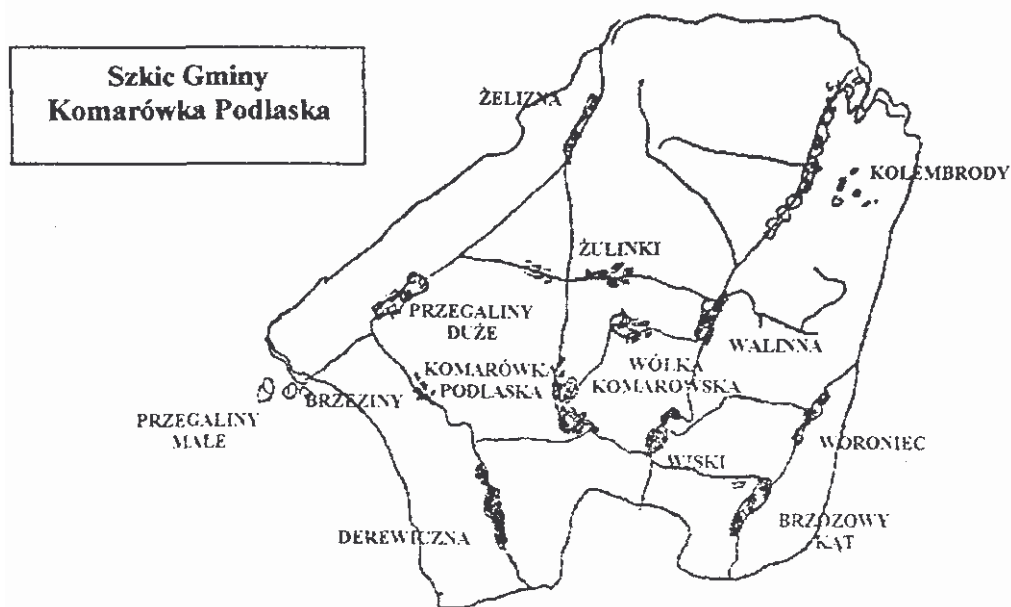 Szkic Gminy
Komarówka Podlaska
ŻELIZNA
KOLEMBRODY
ŻULINKI
PRZEGALINY
DUŻE
WALINNA
KOMARÓWKA
PODLASKA
WÓLKA
KOMAROWSKA
BRZEZINY
PRZEGALINY
MAŁE
WORONIEC
WISKI
DEREWICZNA
BRZOZOWY
KĄT